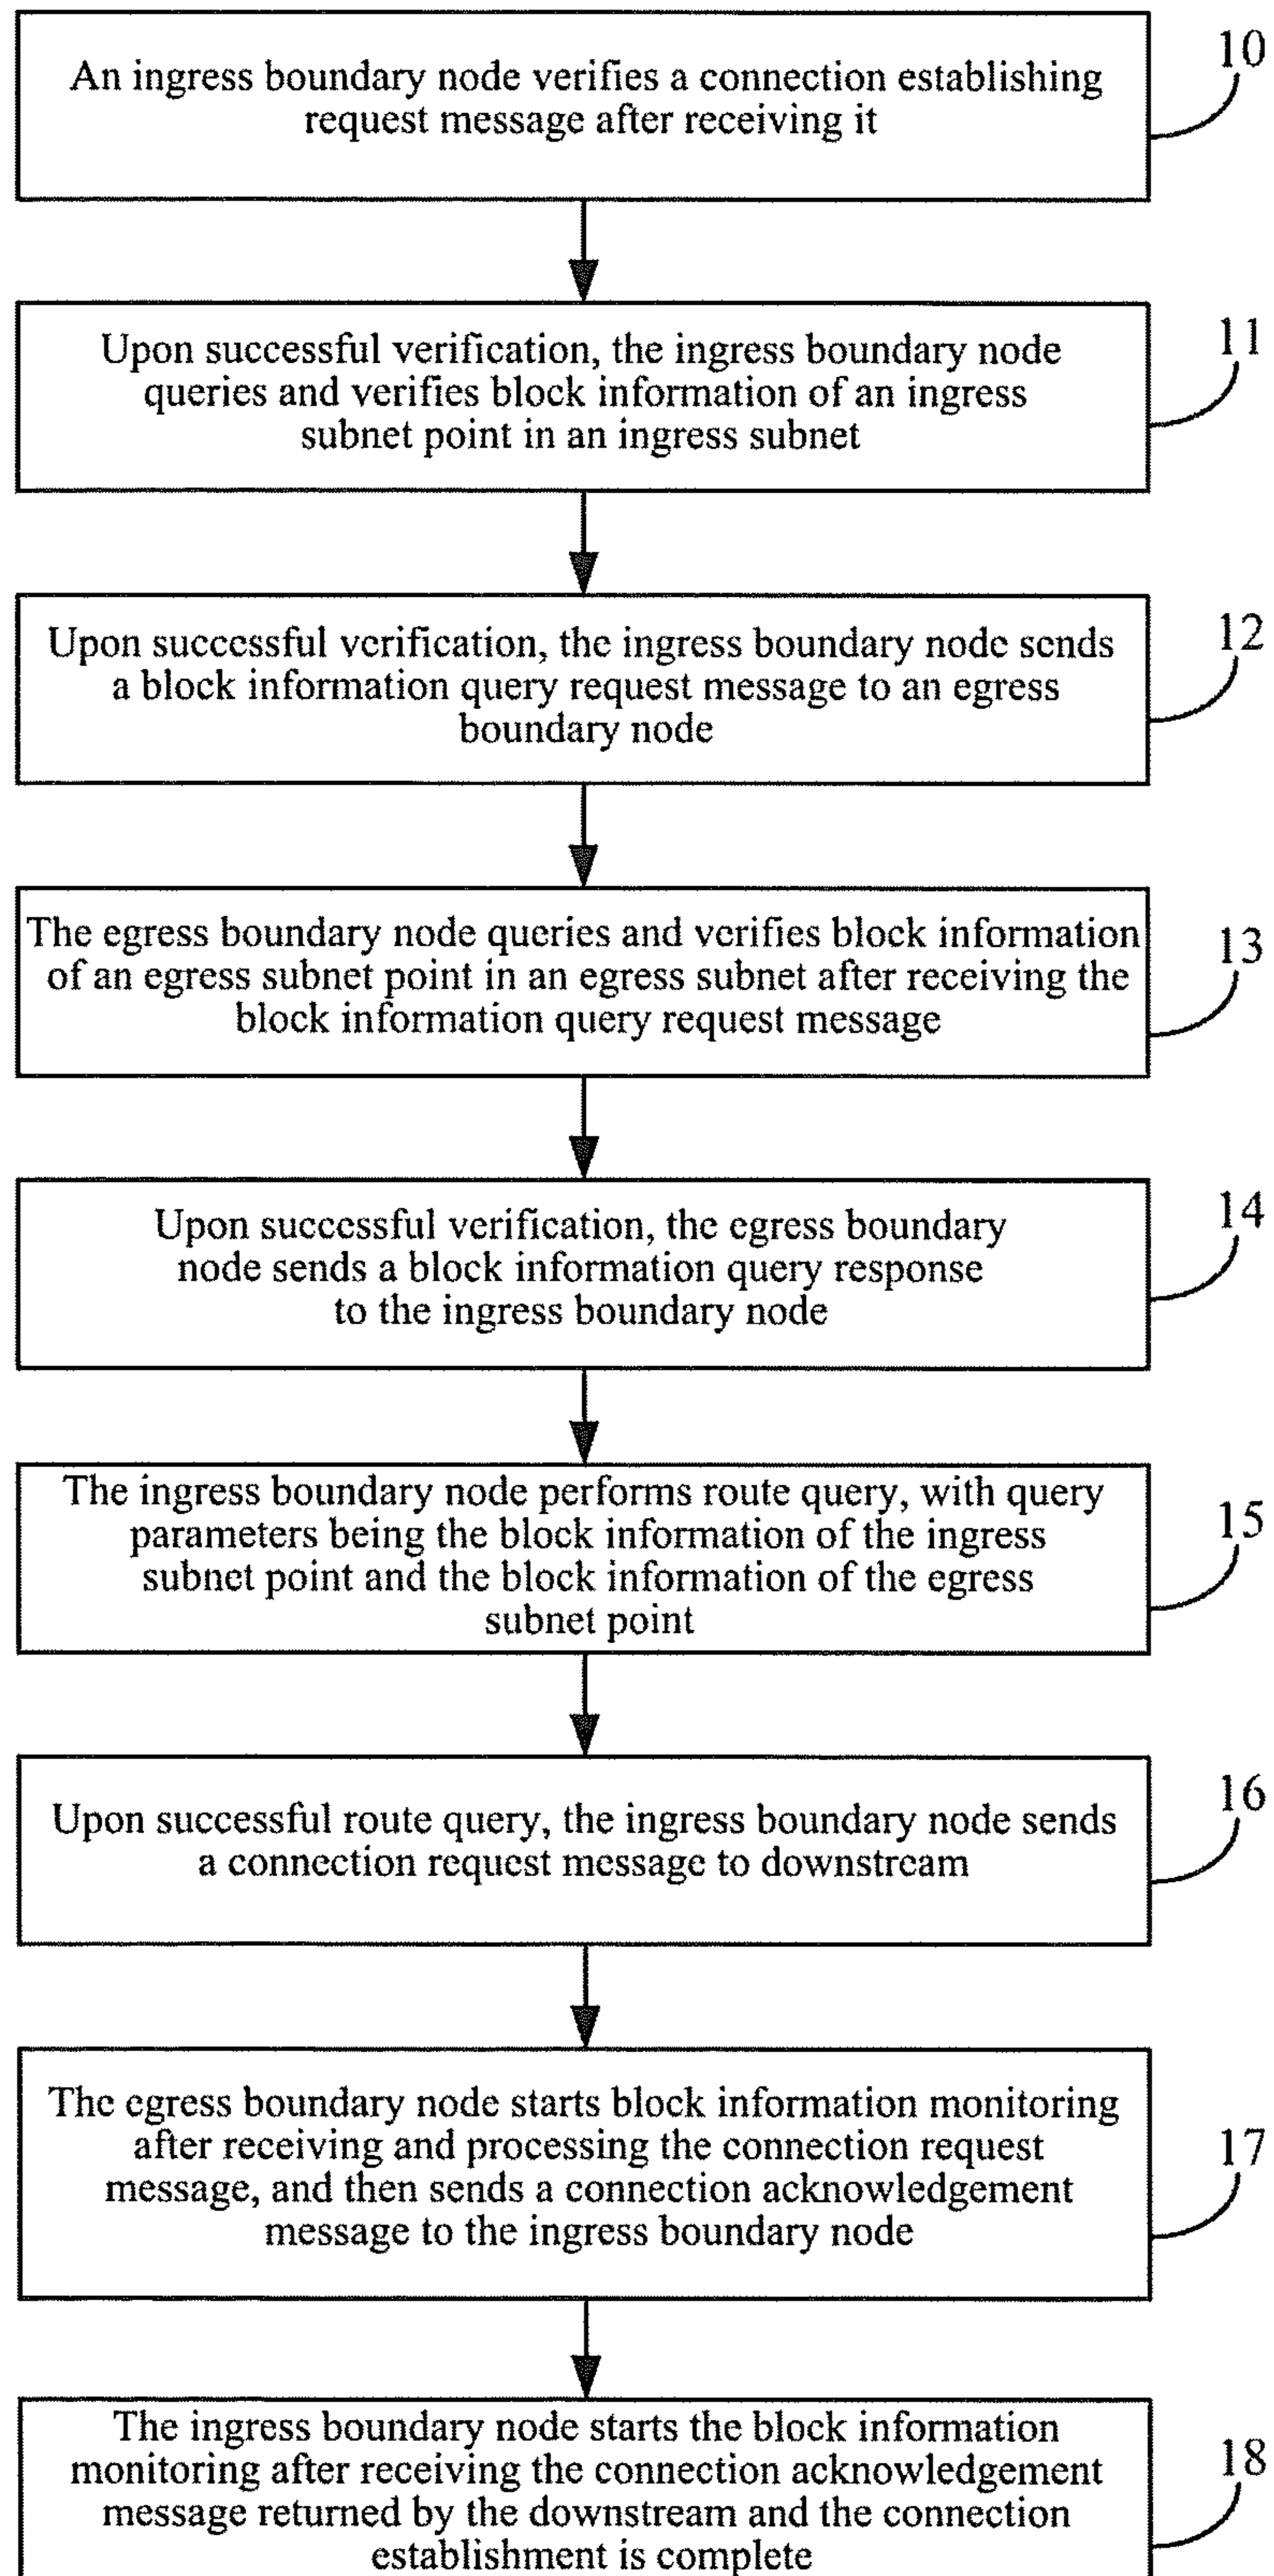 An ingress boundary node verifies a connection establishing
request message after receiving it
10
Upon successful verification, the ingress boundary node
queries and verifies block information of an ingress
subnet point in an ingress subnet
11
Upon successful verification, the ingress boundary node sends
a block information query request message to an egress
boundary node
12
The egress boundary node queries and verifies block information
of an egress subnet point in an egress subnet after receiving the
block information query request message
13
Upon successful verification, the egress boundary
node sends a block information query response
to the ingress boundary node
14
The ingress boundary node performs route query, with query
parameters being the block information of the ingress
subnet point and the block information of the egress
subnet point
15
Upon successful route query, the ingress boundary node sends
a connection request message to downstream
16
The egress boundary node starts block information monitoring
after receiving and processing the connection request
message, and then sends a connection acknowledgement
message to the ingress boundary node
17
The ingress boundary node starts the block information
monitoring after receiving the connection acknowledgement
message returned by the downstream and the connection
establishment is complete
18